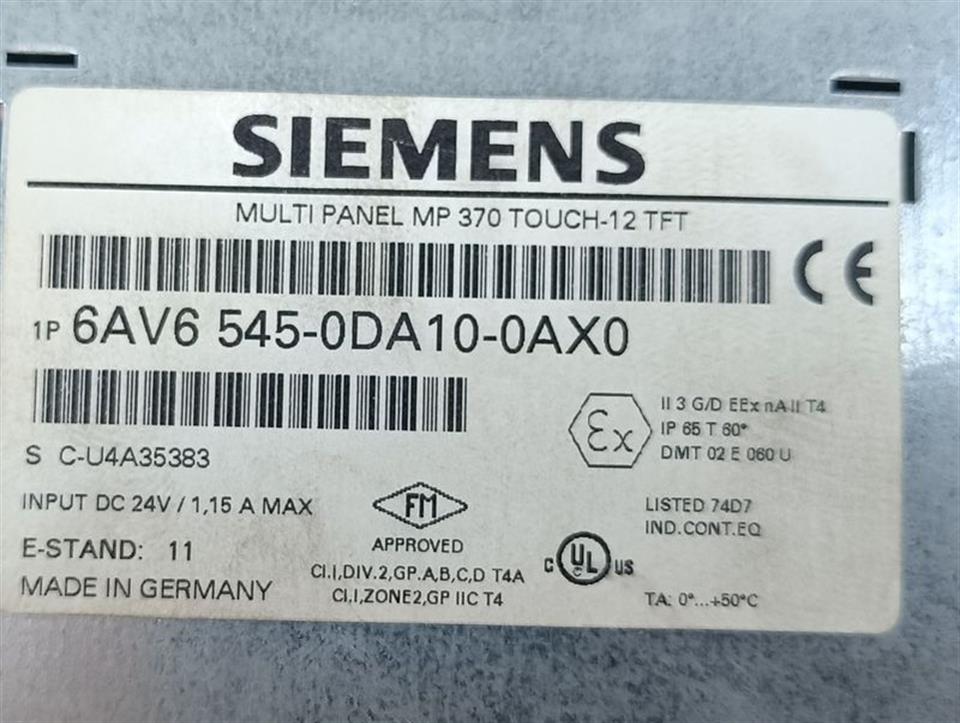 SIEMENS
MULTI PANEL MP 370 TOUCH-12 TFT
CE
1P 6AV6 545-0DA10-0AX0
S C-U4A35383
INPUT DC 24V / 1,15 A MAX
E-STAND: 11
MADE IN GERMANY
FM
APPROVED
Cl.I,DIV.2,GP.A,B,C,D T4A
Cl,I,ZONE2,GP IIC T4
Ex
II 3 G/D EEx nA II T4
IP 65 T 60°
DMT 02 E 060 U
C UL US
LISTED 74D7
IND.CONT.EQ
TA: 0°...+50°C